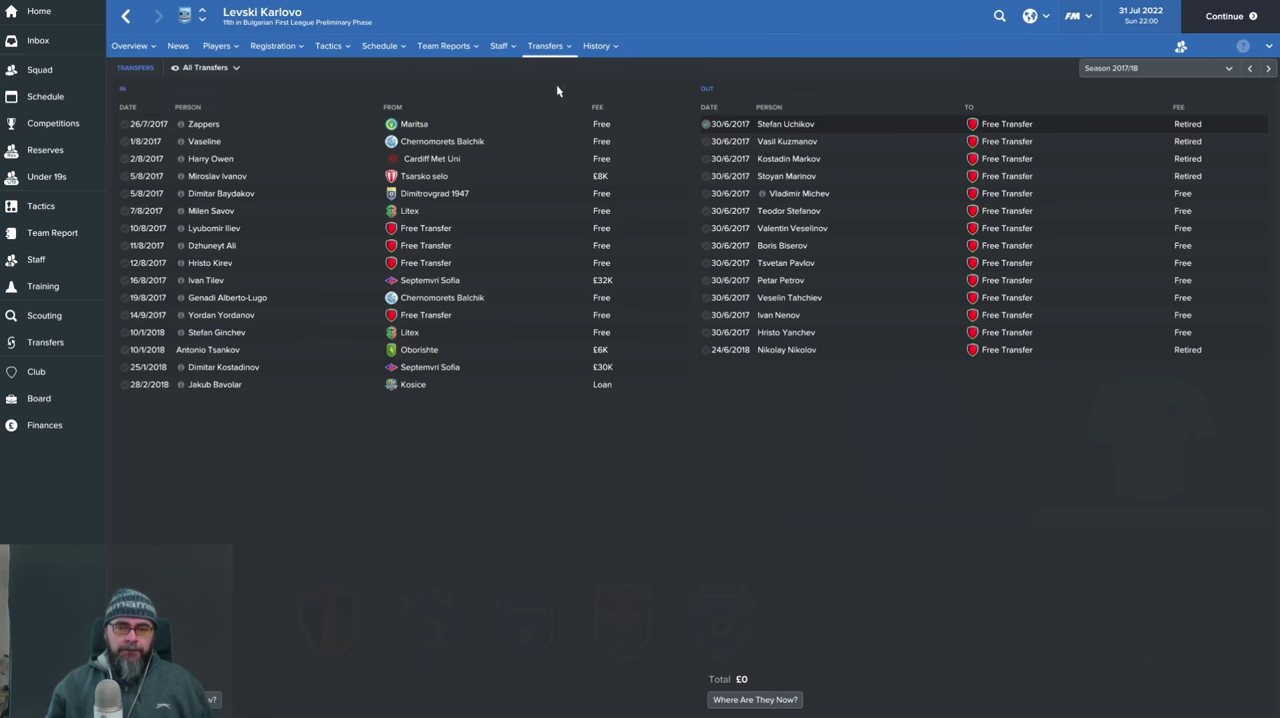 Home
Levski Karlovo
11th in Bulgarian First League Preliminary Phase
FM
31 Jul 2022
Sun 22:00
Continue
Inbox
Overview News Players Registration Tactics Schedule Team Reports Staff Transfers History
?
Squad
TRANSFERS All Transfers
Season 2017/18
Schedule
IN
OUT
DATE PERSON FROM FEE
DATE PERSON TO FEE
Competitions
26/7/2017 Zappers Maritsa Free
30/6/2017 Stefan Uchikov Free Transfer Retired
1/8/2017 Vaseline Chernomorets Balchik Free
30/6/2017 Vasil Kuzmanov Free Transfer Retired
Reserves
2/8/2017 Harry Owen Cardiff Met Uni Free
30/6/2017 Kostadin Markov Free Transfer Retired
Under 19s
5/8/2017 Miroslav Ivanov Tsarsko selo £8K
30/6/2017 Stoyan Marinov Free Transfer Retired
5/8/2017 Dimitar Baydakov Dimitrovgrad 1947 Free
30/6/2017 Vladimir Michev Free Transfer Free
Tactics
7/8/2017 Milen Savov Litex Free
30/6/2017 Teodor Stefanov Free Transfer Free
Team Report
10/8/2017 Lyubomir Iliev Free Transfer Free
30/6/2017 Valentin Veselinov Free Transfer Free
11/8/2017 Dzhuneyt Ali Free Transfer Free
30/6/2017 Boris Biserov Free Transfer Free
Staff
12/8/2017 Hristo Kirev Free Transfer Free
30/6/2017 Tsvetan Pavlov Free Transfer Free
16/8/2017 Ivan Tilev Septemvri Sofia £32K
30/6/2017 Petar Petrov Free Transfer Free
Training
19/8/2017 Genadi Alberto-Lugo Chernomorets Balchik Free
30/6/2017 Veselin Tahchiev Free Transfer Free
Scouting
14/9/2017 Yordan Yordanov Free Transfer Free
30/6/2017 Ivan Nenov Free Transfer Free
10/1/2018 Stefan Ginchev Litex Free
30/6/2017 Hristo Yanchev Free Transfer Free
Transfers
10/1/2018 Antonio Tsankov Oborishte £6K
24/6/2018 Nikolay Nikolov Free Transfer Retired
Club
25/1/2018 Dimitar Kostadinov Septemvri Sofia £30K
28/2/2018 Jakub Bavolar Kosice Loan
Board
Finances
Total £0
Where Are They Now?